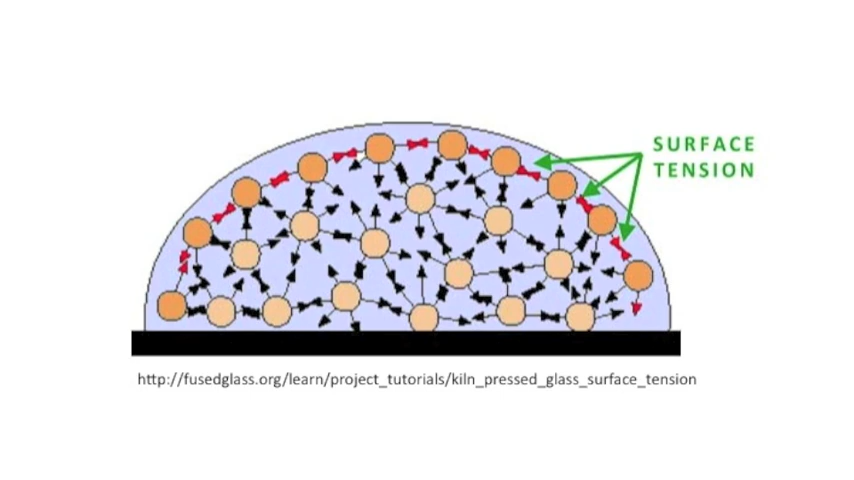 SURFACE
TENSION
http://fusedglass.org/learn/project_tutorials/kiln_pressed_glass_surface_tension